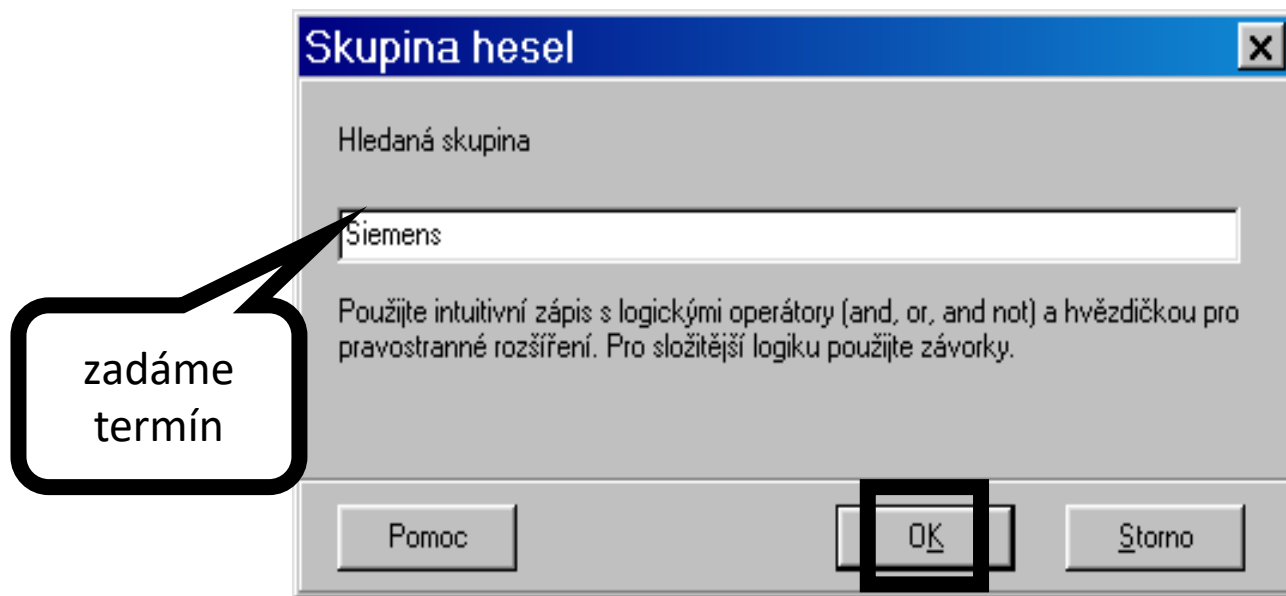 Skupina hesel
Hledaná skupina
Siemens
Použijte intuitivní zápis s logickými operátory (and, or, and not) a hvězdičkou pro
pravostranné rozšíření. Pro složitější logiku použijte závorky.
zadáme
termín
Pomoc
OK
Storno